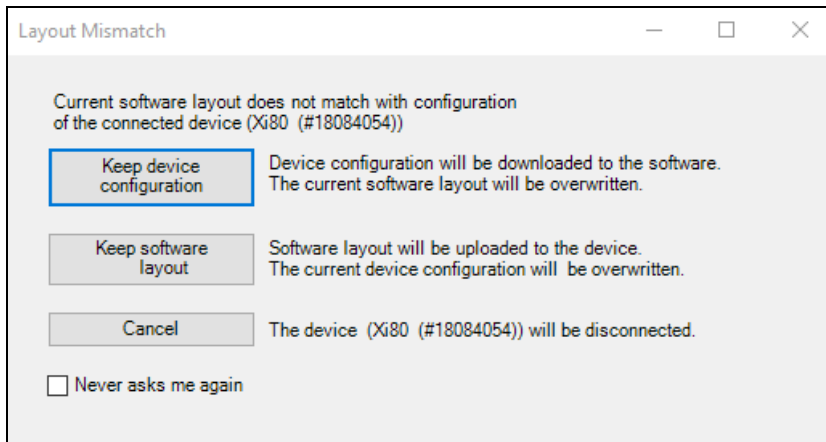 Layout Mismatch
Current software layout does not match with configuration
of the connected device (Xi80 (#18084054))
Keep device
configuration
Device configuration will be downloaded to the software.
The current software layout will be overwritten.
Keep software
layout
Software layout will be uploaded to the device.
The current device configuration will be overwritten.
Cancel
The device (Xi80 (#18084054)) will be disconnected.
Never asks me again